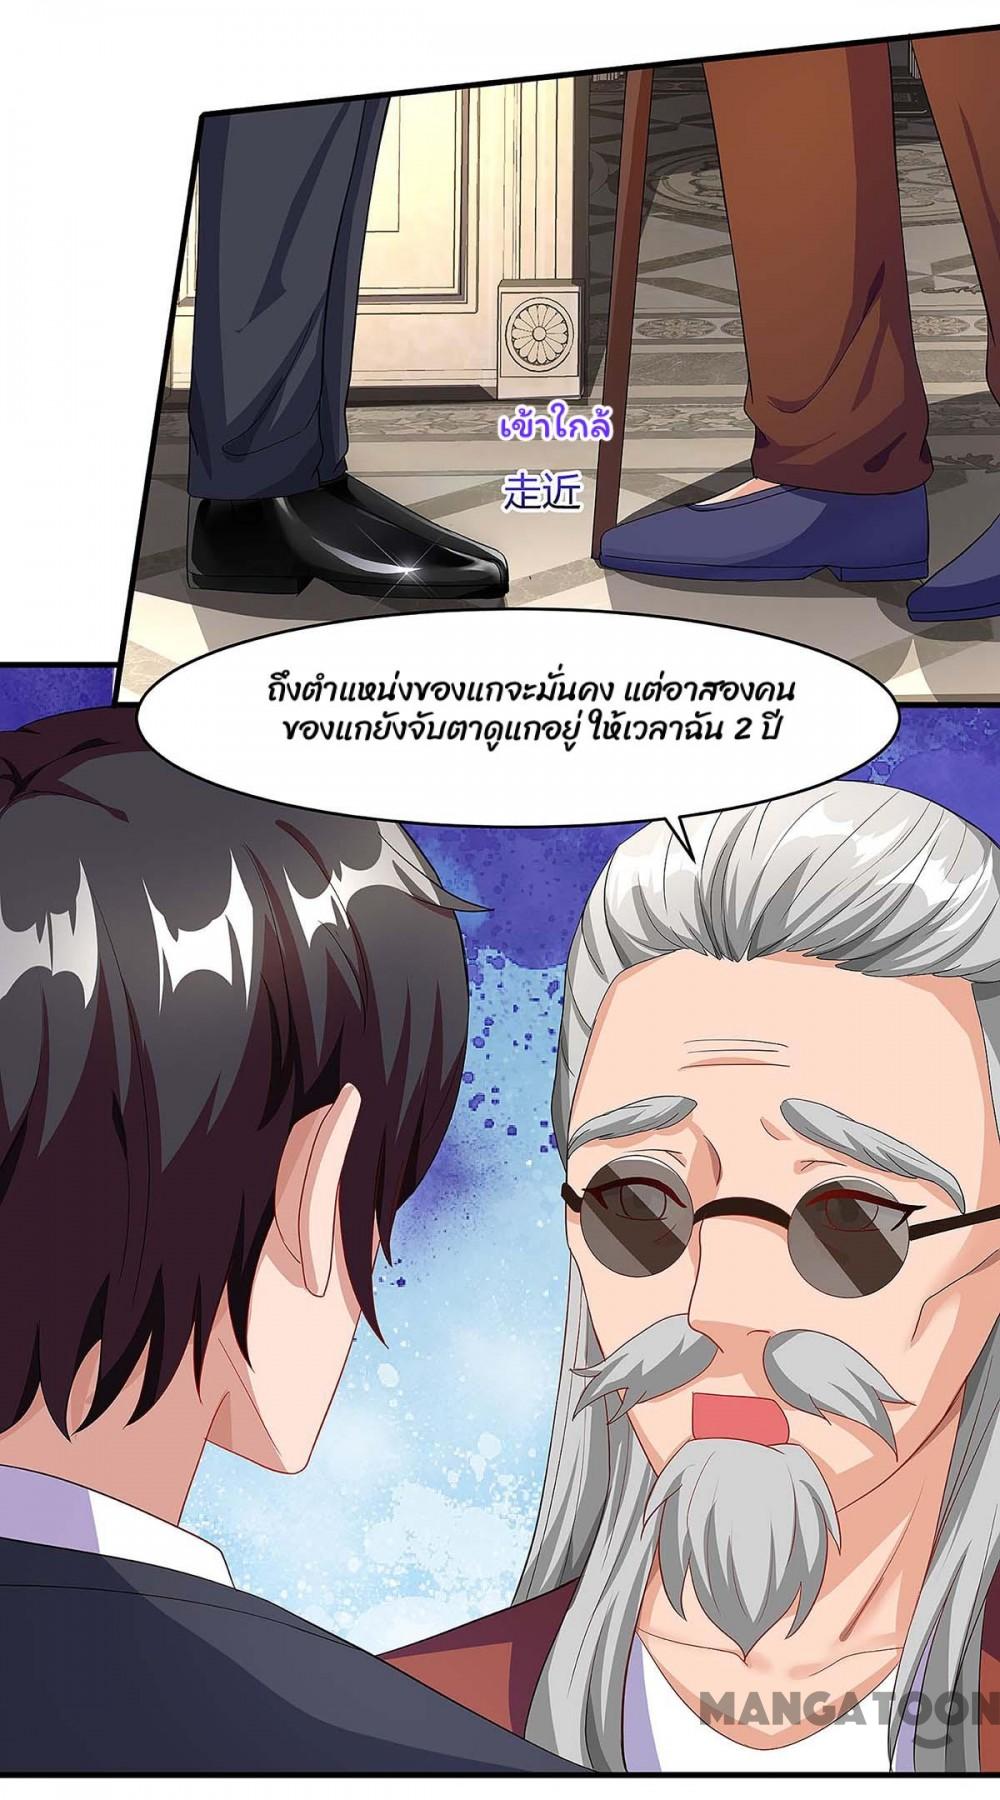 เข้าใกล้
走近
ถึงตำแหน่งของแกจะมั่นคง แต่อาสองคน
ของแกยังจับตาดูแกอยู่ ให้เวลาฉัน 2 ปี
MANGATOON